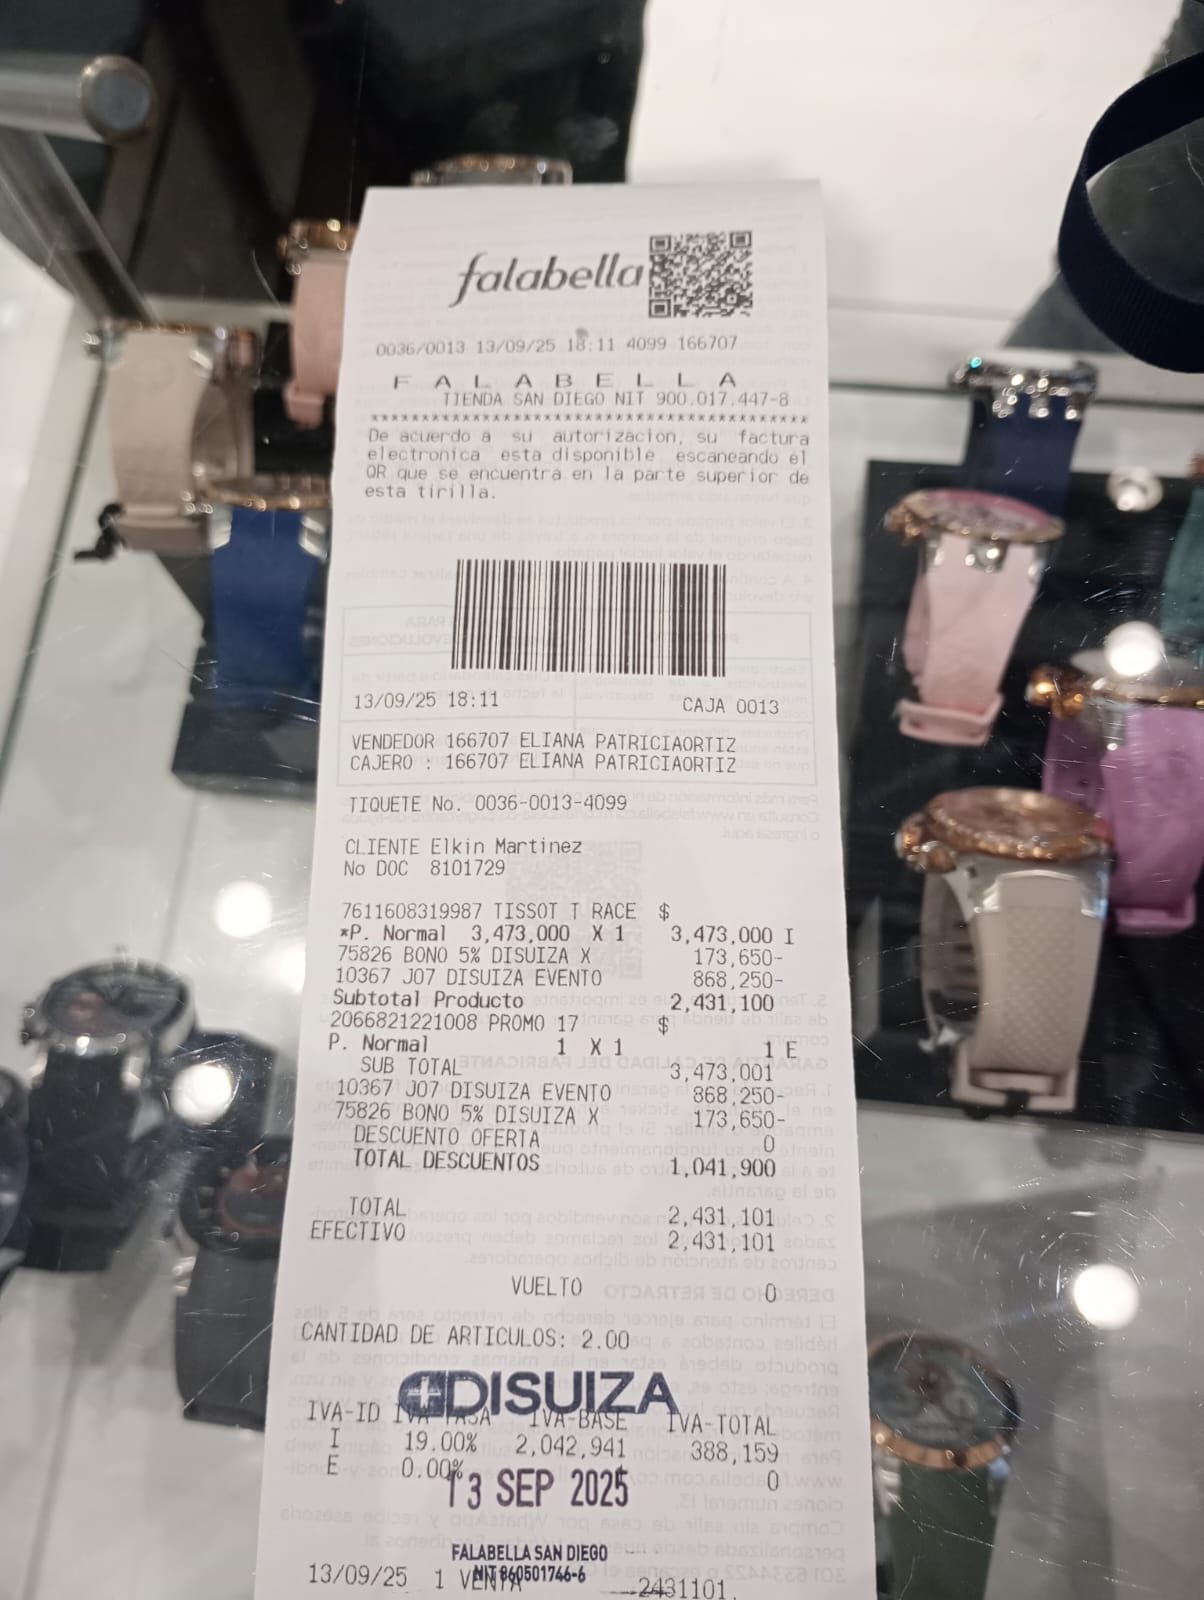 falabella
0036/0013 13/09/25 18:11 4099 166707
F A L A B E L L A
TIENDA SAN DIEGO NIT 900.017.447-8
*******************************************
De acuerdo a su autorización, su factura
electronica esta disponible escaneando el
QR que se encuentra en la parte superior de
esta tirilla.
13/09/25 18:11 CAJA 0013
VENDEDOR 166707 ELIANA PATRICIAORTIZ
CAJERO : 166707 ELIANA PATRICIAORTIZ
TIQUETE No. 0036-0013-4099
CLIENTE Elkin Martinez
No DOC 8101729
7611608319987 TISSOT T RACE $
*P. Normal 3,473,000 X 1 3,473,000 I
75826 BONO 5% DISUIZA X 173,650-
10367 J07 DISUIZA EVENTO 868,250-
Subtotal Producto 2,431,100
2066821221008 PROMO 17 $
P. Normal 1 X 1 1 E
SUB TOTAL 3,473,001
10367 J07 DISUIZA EVENTO 868,250-
75826 BONO 5% DISUIZA X 173,650-
DESCUENTO OFERTA 0
TOTAL DESCUENTOS 1,041,900
TOTAL 2,431,101
EFECTIVO 2,431,101
VUELTO 0
CANTIDAD DE ARTICULOS: 2.00
DISUIZA
IVA-ID IVA-TASA IVA-BASE IVA-TOTAL
I 19.00% 2,042,941 388,159
E 0.00% 0
13 SEP 2025
FALABELLA SAN DIEGO
NIT 860501746-6
13/09/25 1 VENTA 2431101